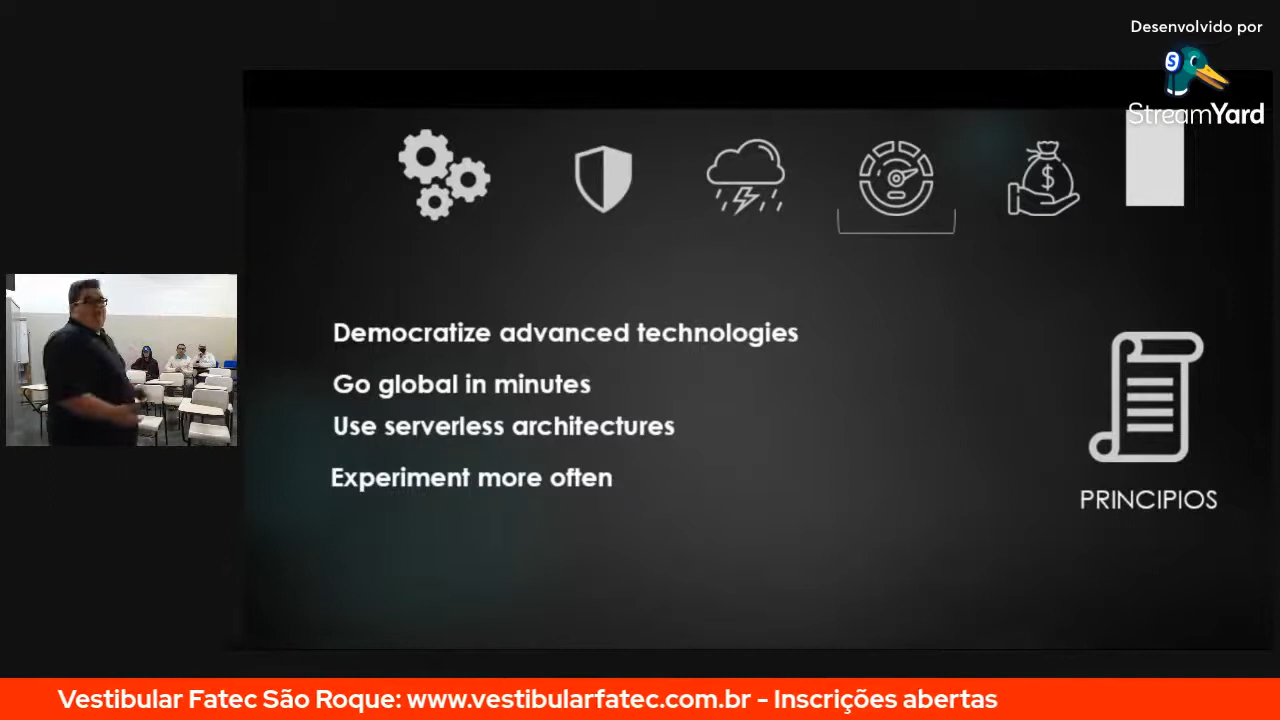 Desenvolvido por
StreamYard
Democratize advanced technologies
Go global in minutes
Use serverless architectures
Experiment more often
PRINCIPIOS
Vestibular Fatec São Roque: www.vestibularfatec.com.br - Inscrições abertas